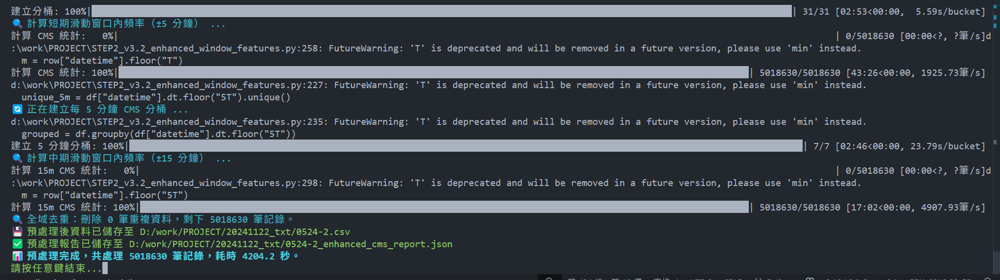 建立分桶: 100%|█| 31/31 [02:53<00:00,  5.59s/bucket]
🔍 計算短期滑動窗口內頻率（±5 分鐘） ...
計算 CMS 統計:   0%| | 0/5018630 [00:00<?, ?筆/s]d
:\work\PROJECT\STEP2_v3.2_enhanced_window_features.py:258: FutureWarning: 'T' is deprecated and will be removed in a future version, please use 'min' instead.
  m = row["datetime"].floor("T")
計算 CMS 統計: 100%|█| 5018630/5018630 [43:26<00:00, 1925.73筆/s]
d:\work\PROJECT\STEP2_v3.2_enhanced_window_features.py:227: FutureWarning: 'T' is deprecated and will be removed in a future version, please use 'min' instead.
  unique_5m = df["datetime"].dt.floor("5T").unique()
🔄 正在建立每 5 分鐘 CMS 分桶 ...
d:\work\PROJECT\STEP2_v3.2_enhanced_window_features.py:235: FutureWarning: 'T' is deprecated and will be removed in a future version, please use 'min' instead.
  grouped = df.groupby(df["datetime"].dt.floor("5T"))
建立 5 分鐘分桶: 100%|█| 7/7 [02:46<00:00, 23.79s/bucket]
🔍 計算中期滑動窗口內頻率（±15 分鐘） ...
計算 15m CMS 統計:   0%| | 0/5018630 [00:00<?, ?筆/s]d
:\work\PROJECT\STEP2_v3.2_enhanced_window_features.py:298: FutureWarning: 'T' is deprecated and will be removed in a future version, please use 'min' instead.
  m = row["datetime"].floor("5T")
計算 15m CMS 統計: 100%|█| 5018630/5018630 [17:02<00:00, 4907.93筆/s]
🔍 全域去重：刪除 0 筆重複資料，剩下 5018630 筆記錄。
💾 預處理後資料已儲存至 D:/work/PROJECT/20241122_txt/0524-2.csv
✅ 預處理報告已儲存至 D:/work/PROJECT/20241122_txt/0524-2_enhanced_cms_report.json
📊 預處理完成，共處理 5018630 筆記錄，耗時 4204.2 秒。
請按任意鍵結束...